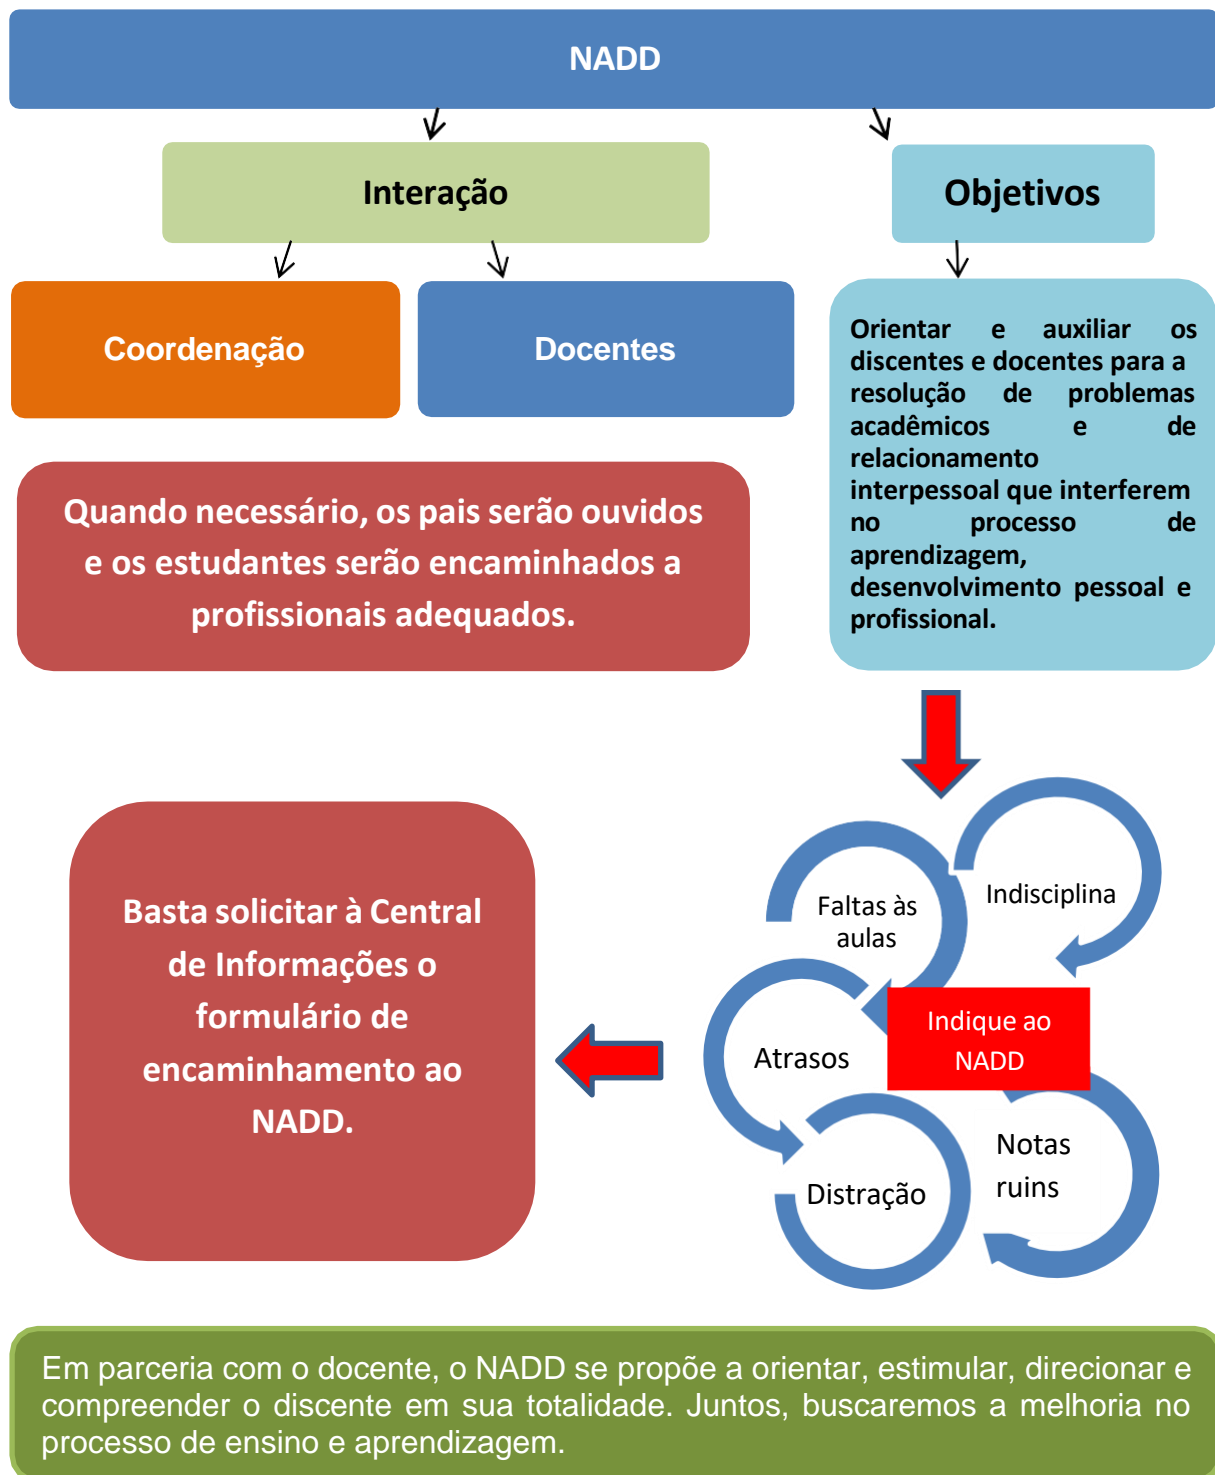 NADD
Interação
Objetivos
Coordenação
Docentes
Orientar e auxiliar os
discentes e docentes para a
resolução de problemas
acadêmicos e de
relacionamento
interpessoal que interferem
no processo de
aprendizagem,
desenvolvimento pessoal e
profissional.
Quando necessário, os pais serão ouvidos
e os estudantes serão encaminhados a
profissionais adequados.
Indisciplina
Faltas às
aulas
Atrasos
Indique ao
NADD
Distração
Notas
ruins
Basta solicitar à Central
de Informações o
formulário de
encaminhamento ao
NADD.
Em parceria com o docente, o NADD se propõe a orientar, estimular, direcionar e
compreender o discente em sua totalidade. Juntos, buscaremos a melhoria no
processo de ensino e aprendizagem.